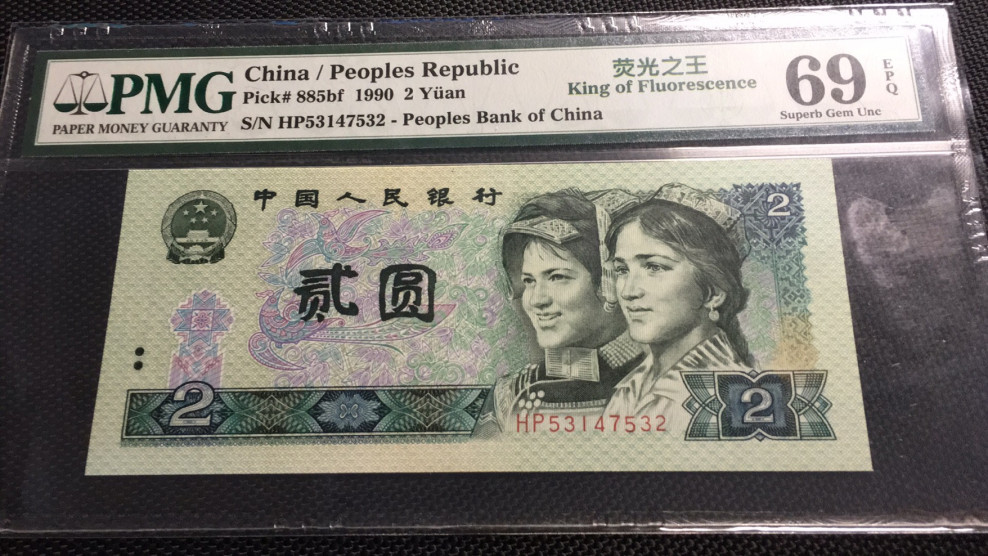 PMG
PAPER MONEY GUARANTY
China / Peoples Republic
Pick# 885bf 1990 2 Yüan
S/N HP53147532 - Peoples Bank of China
荧光之王
King of Fluorescence
69
EPQ
Superb Gem Unc
中国人民银行
2
贰圆
2
HP53147532
2